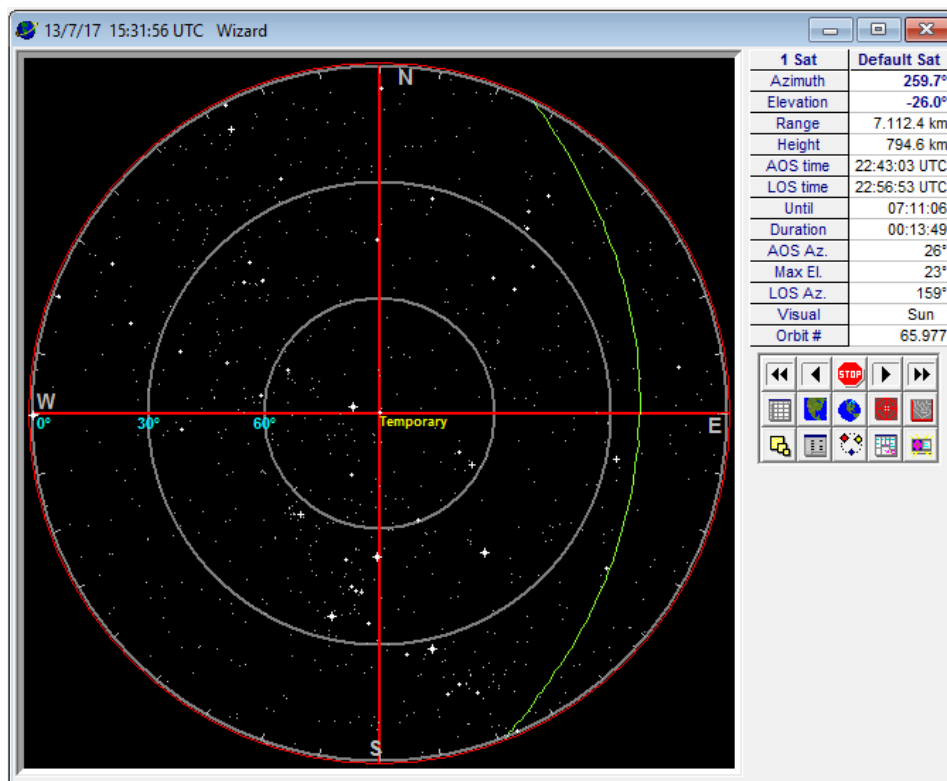 13/7/17 15:31:56 UTC Wizard
N
W
E
S
0°
30°
60°
Temporary
1 Sat Default Sat
Azimuth 259.7°
Elevation -26.0°
Range 7.112.4 km
Height 794.6 km
AOS time 22:43:03 UTC
LOS time 22:56:53 UTC
Until 07:11:06
Duration 00:13:49
AOS Az. 26°
Max El. 23°
LOS Az. 159°
Visual Sun
Orbit # 65.977
STOP